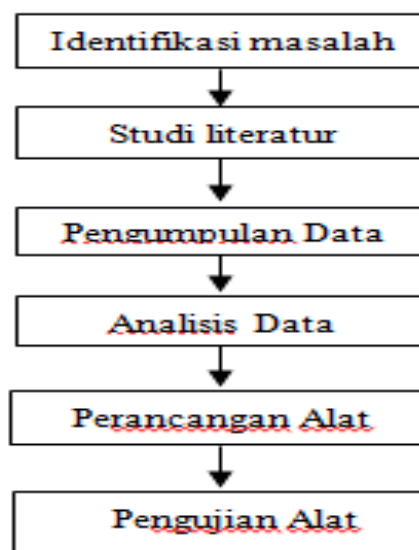 Identifikasi masalah
Studi literatur
Pengumpulan Data
Analisis Data
Perancangan Alat
Pengujian Alat